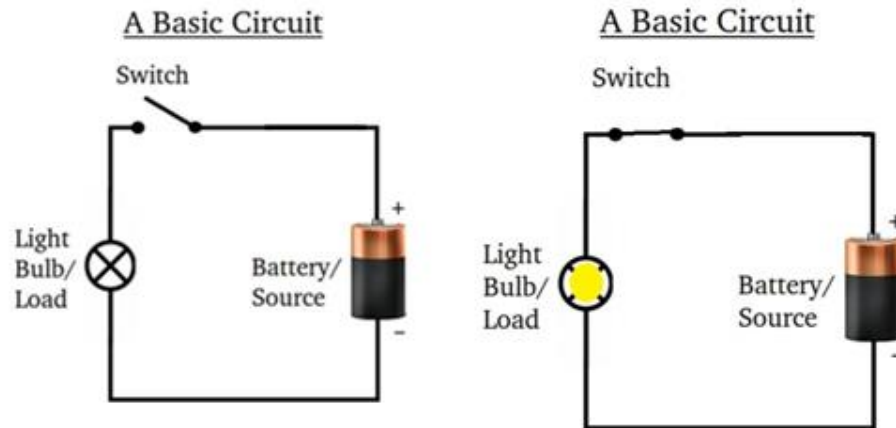 A Basic Circuit
Switch
+
Light
Bulb/
Load
Battery/
Source
−
A Basic Circuit
Switch
+
Light
Bulb/
Load
Battery/
Source
-